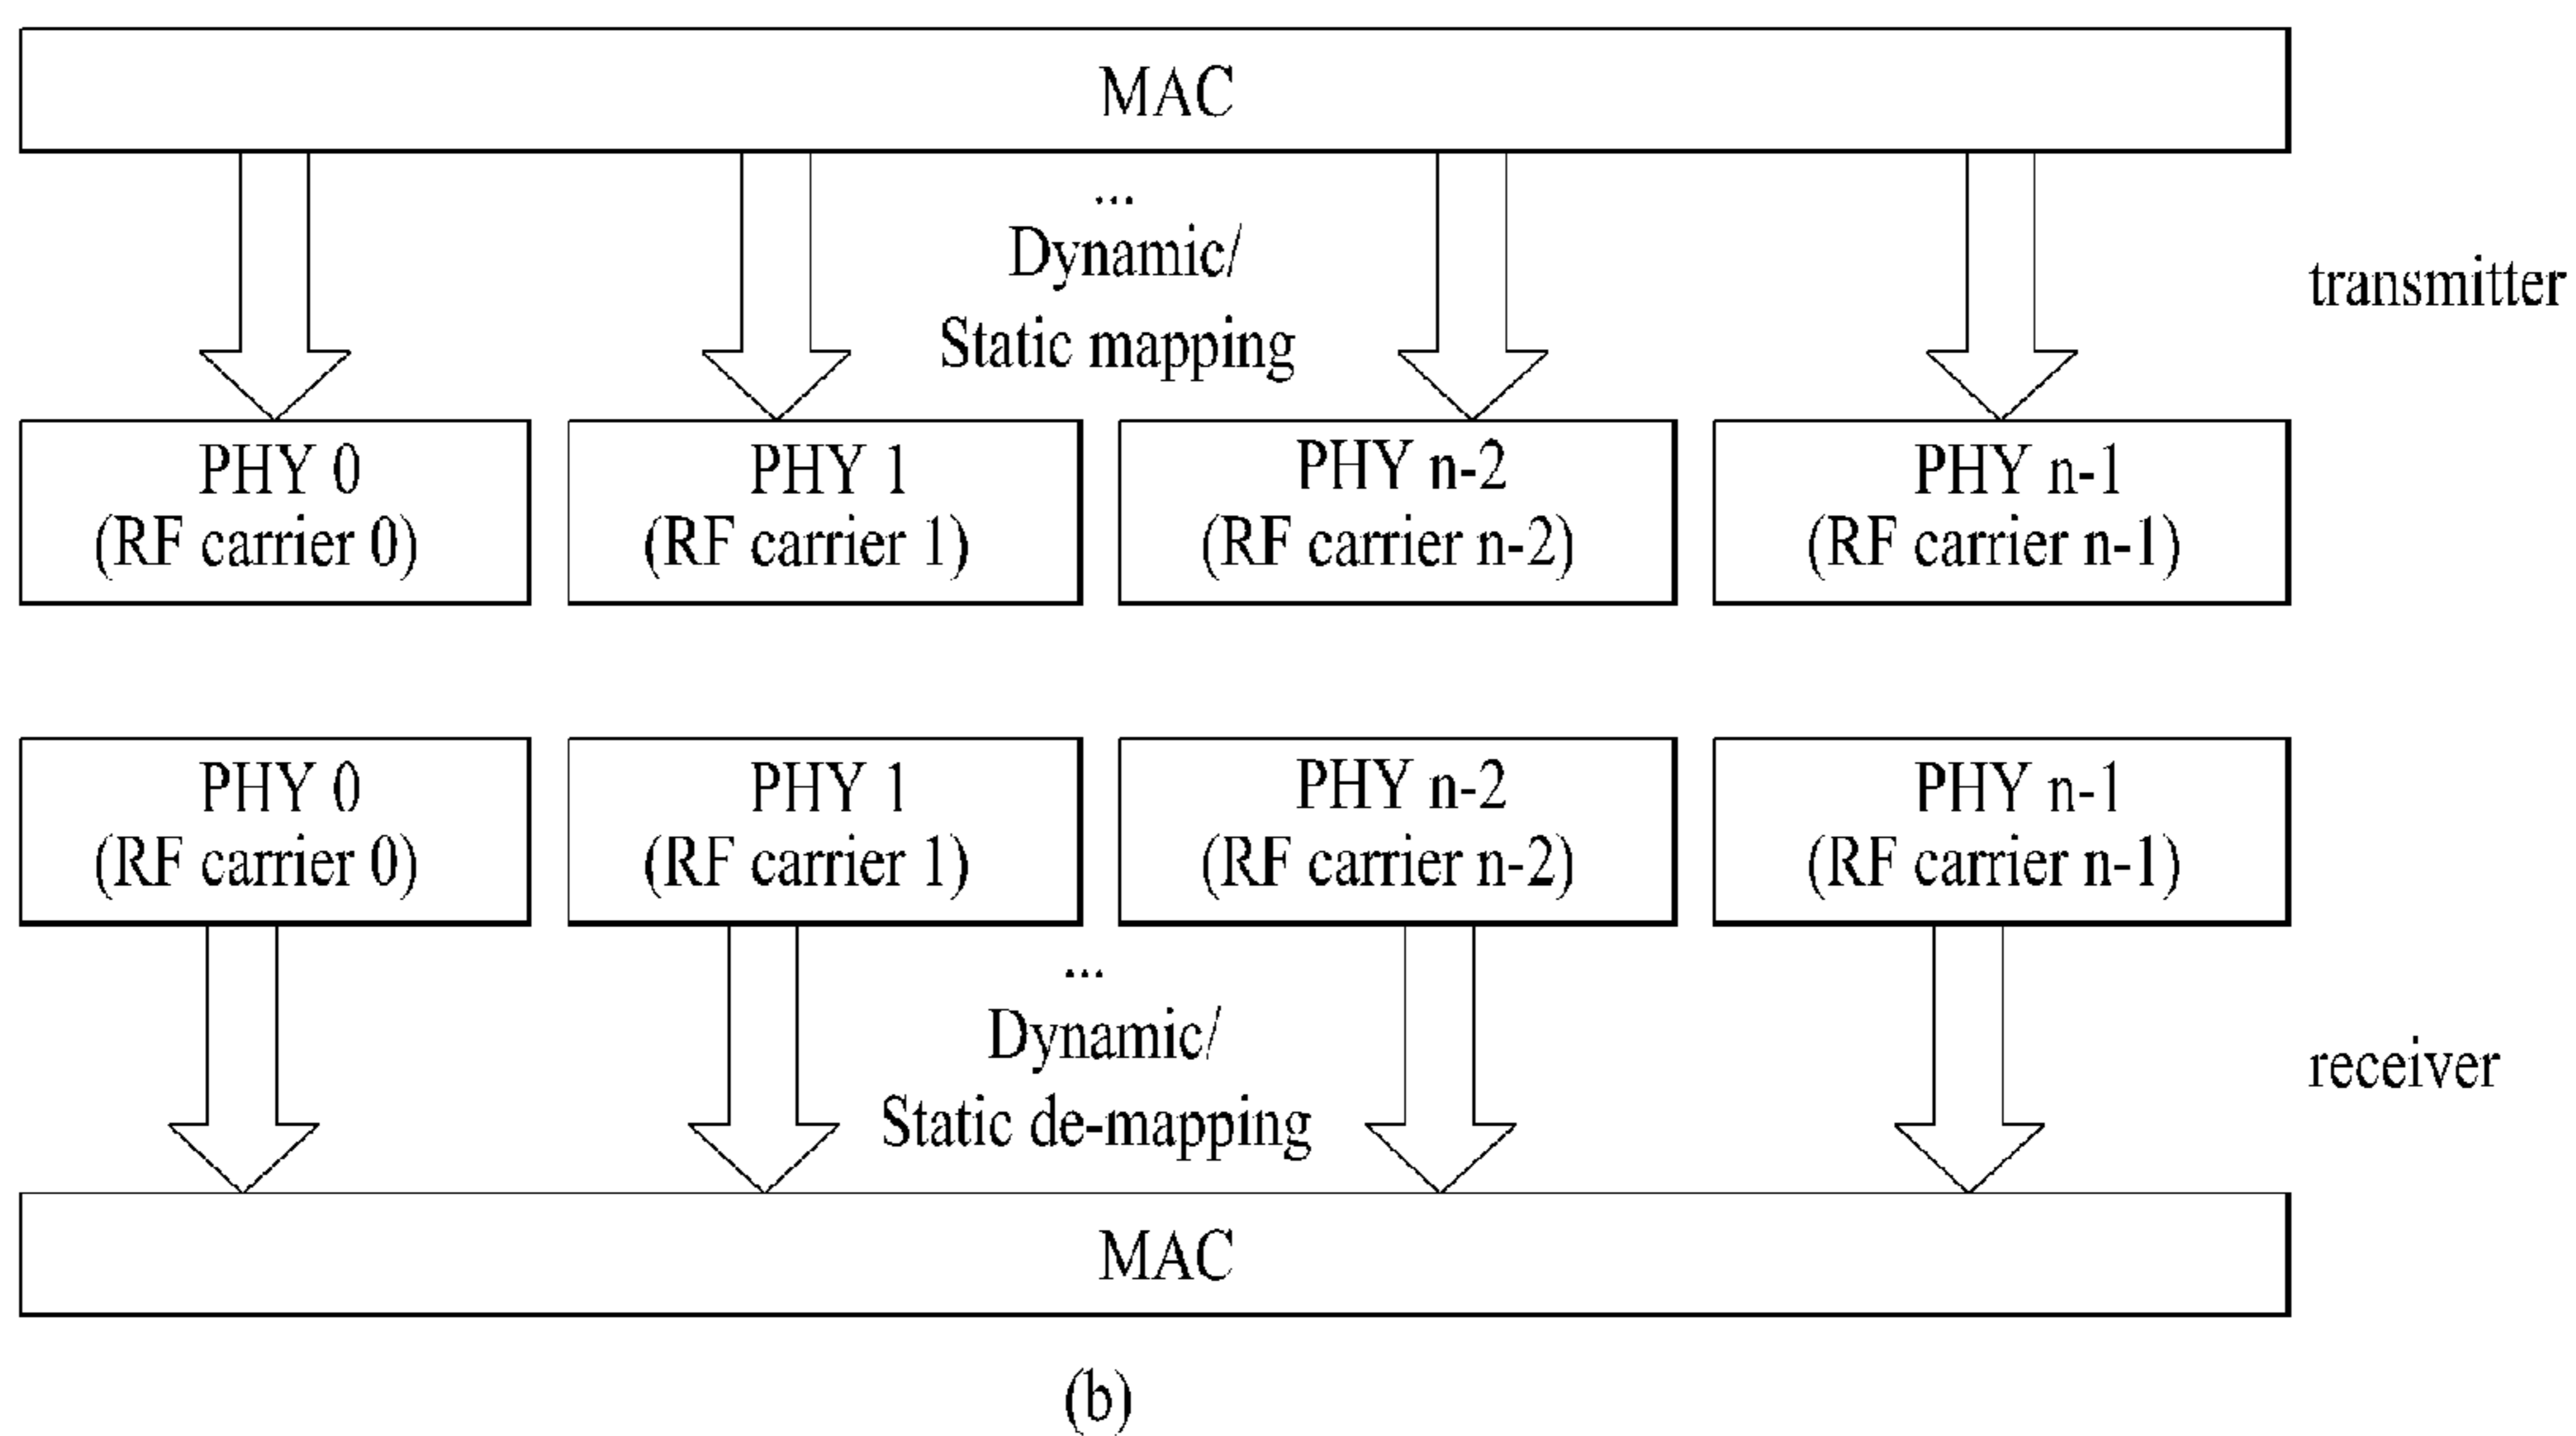 MAC
...
Dynamic/
Static mapping
transmitter
PHY 0
(RF carrier 0)
PHY 1
(RF carrier 1)
PHY n-2
(RF carrier n-2)
PHY n-1
(RF carrier n-1)
PHY 0
(RF carrier 0)
PHY 1
(RF carrier 1)
PHY n-2
(RF carrier n-2)
PHY n-1
(RF carrier n-1)
...
Dynamic/
Static de-mapping
receiver
MAC
(b)